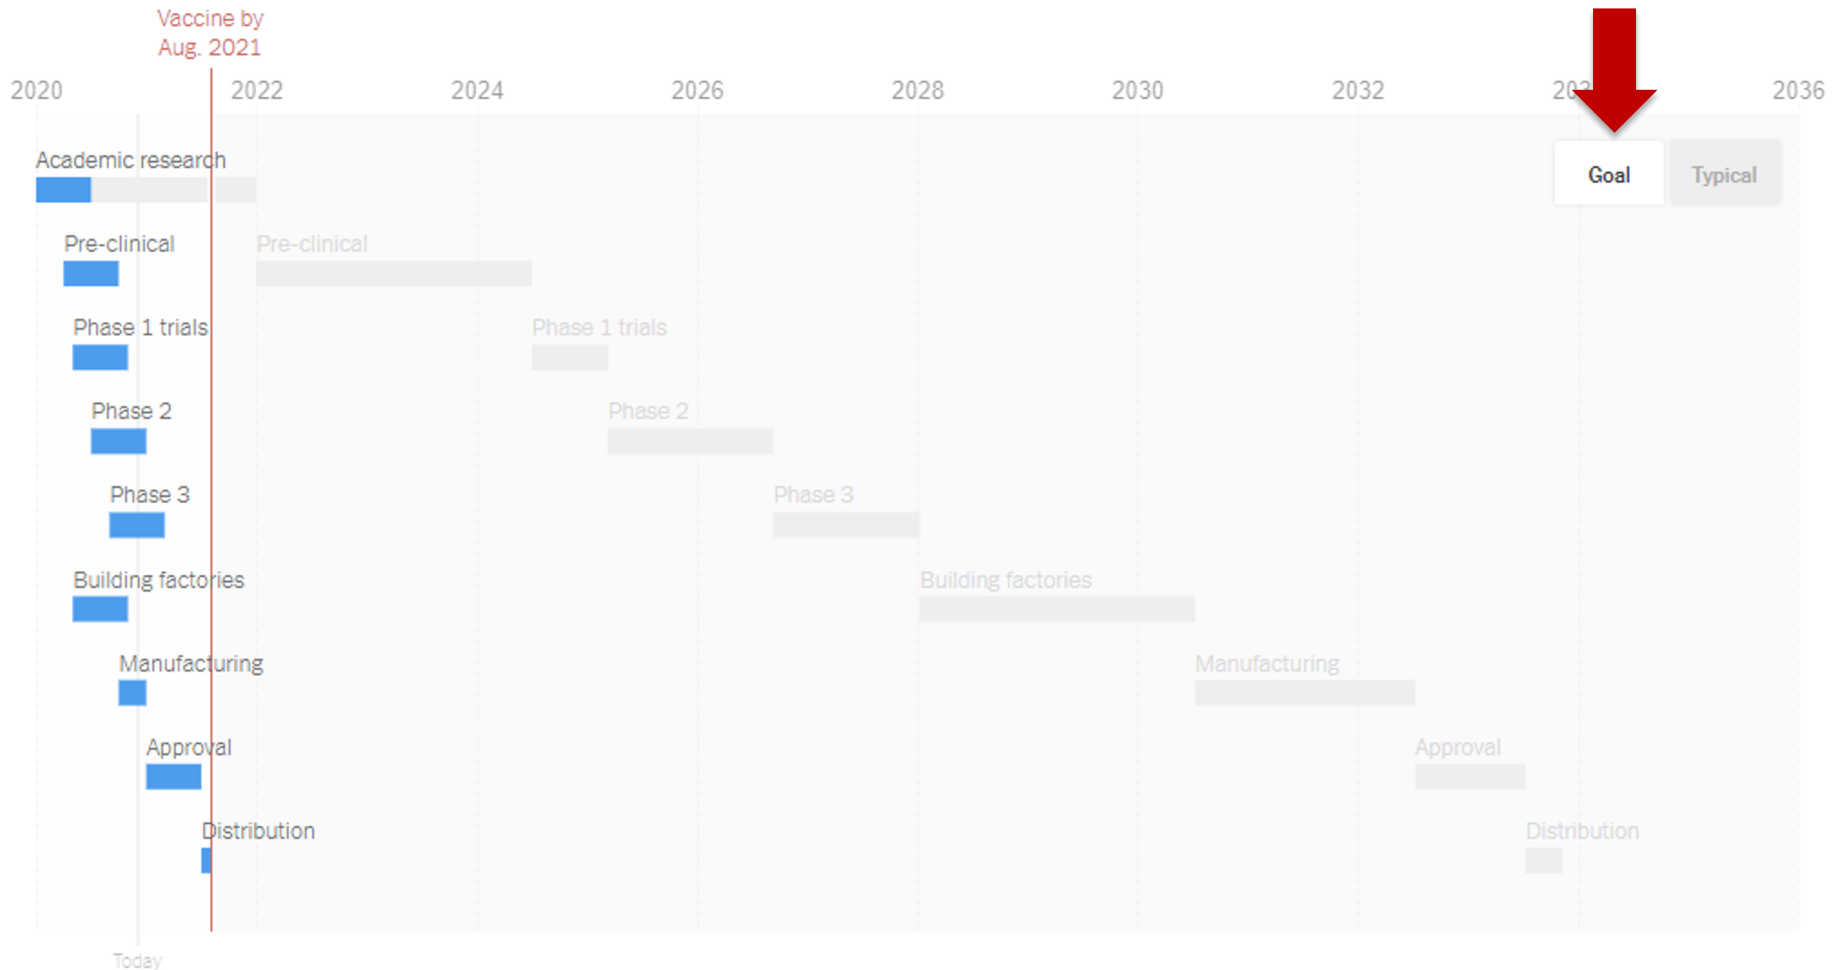 Vaccine by
Aug. 2021
2020 2022 2024 2026 2028 2030 2032 2036
Academic research
Goal Typical
Pre-clinical Pre-clinical
Phase 1 trials Phase 1 trials
Phase 2 Phase 2
Phase 3 Phase 3
Building factories Building factories
Manufacturing Manufacturing
Approval Approval
Distribution Distribution
Today